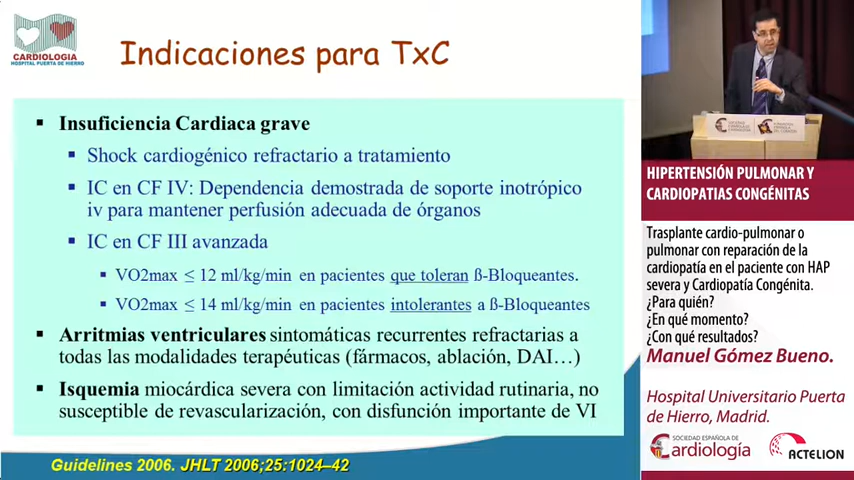 CARDIOLOGIA
HOSPITAL PUERTA DE HIERRO
Indicaciones para TxC
▪ Insuficiencia Cardiaca grave
▪ Shock cardiogénico refractario a tratamiento
▪ IC en CF IV: Dependencia demostrada de soporte inotrópico
iv para mantener perfusión adecuada de órganos
▪ IC en CF III avanzada
▪ VO2max ≤ 12 ml/kg/min en pacientes que toleran ß-Bloqueantes.
▪ VO2max ≤ 14 ml/kg/min en pacientes intolerantes a ß-Bloqueantes
▪ Arritmias ventriculares sintomáticas recurrentes refractarias a
todas las modalidades terapéuticas (fármacos, ablación, DAI…)
▪ Isquemia miocárdica severa con limitación actividad rutinaria, no
susceptible de revascularización, con disfunción importante de VI
Guidelines 2006. JHLT 2006;25:1024–42
HIPERTENSIÓN PULMONAR Y
CARDIOPATIAS CONGÉNITAS
Trasplante cardio-pulmonar o
pulmonar con reparación de la
cardiopatía en el paciente con HAP
severa y Cardiopatía Congénita.
¿Para quién?
¿En qué momento?
¿Con qué resultados?
Manuel Gómez Bueno.
Hospital Universitario Puerta
de Hierro, Madrid.
SOCIEDAD ESPAÑOLA DE
Cardiología
ACTELION